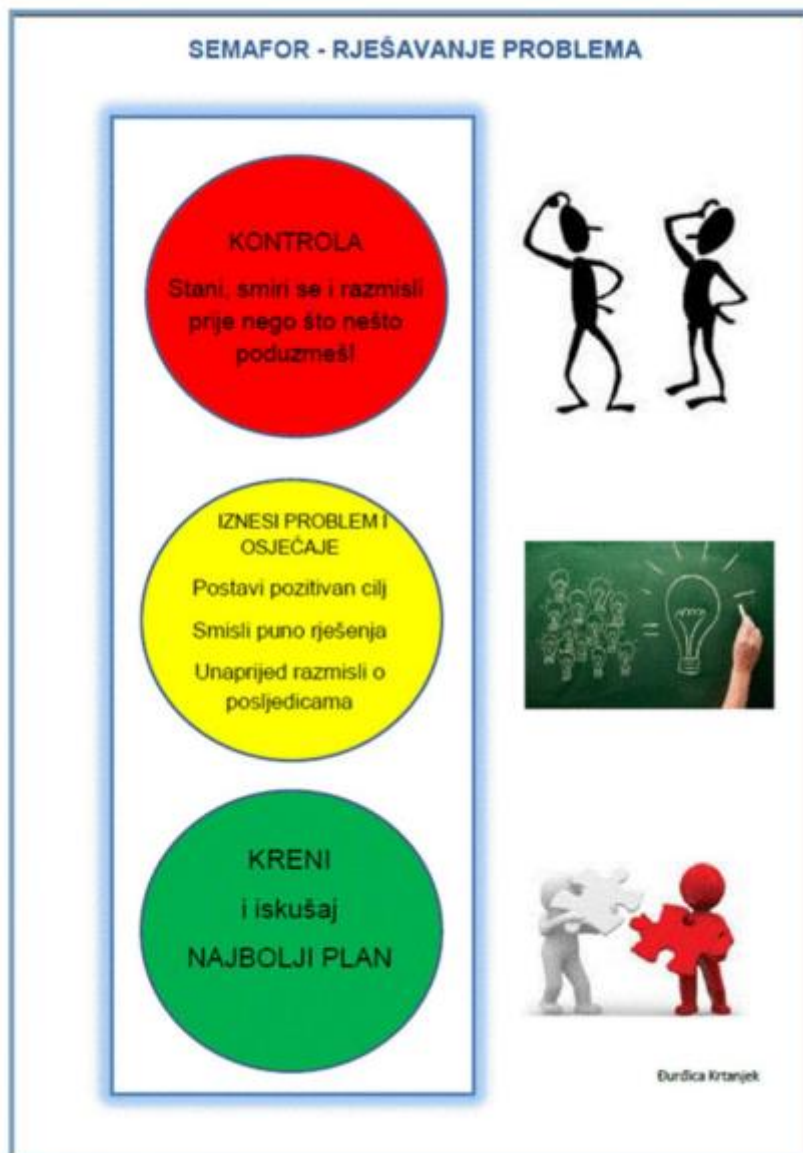 SEMAFOR - RJEŠAVANJE PROBLEMA
KONTROLA
Stani, smiri se i razmisli
prije nego što nešto
poduzmeš!
IZNESI PROBLEM I
OSJEĆAJE
Postavi pozitivan cilj
Smisli puno rješenja
Unaprijed razmisli o
posljedicama
KRENI
i iskušaj
NAJBOLJI PLAN
Đurđica Krtanjek